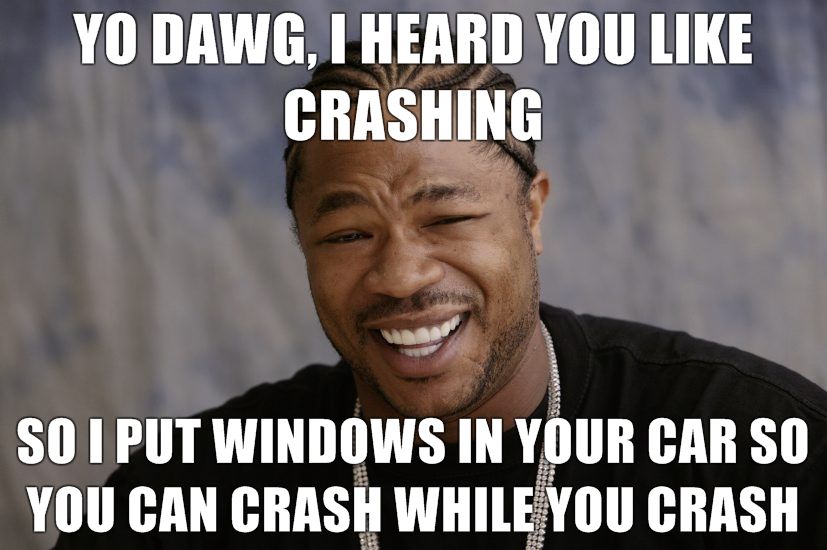 YO DAWG, I HEARD YOU LIKE
CRASHING
SO I PUT WINDOWS IN YOUR CAR SO
YOU CAN CRASH WHILE YOU CRASH